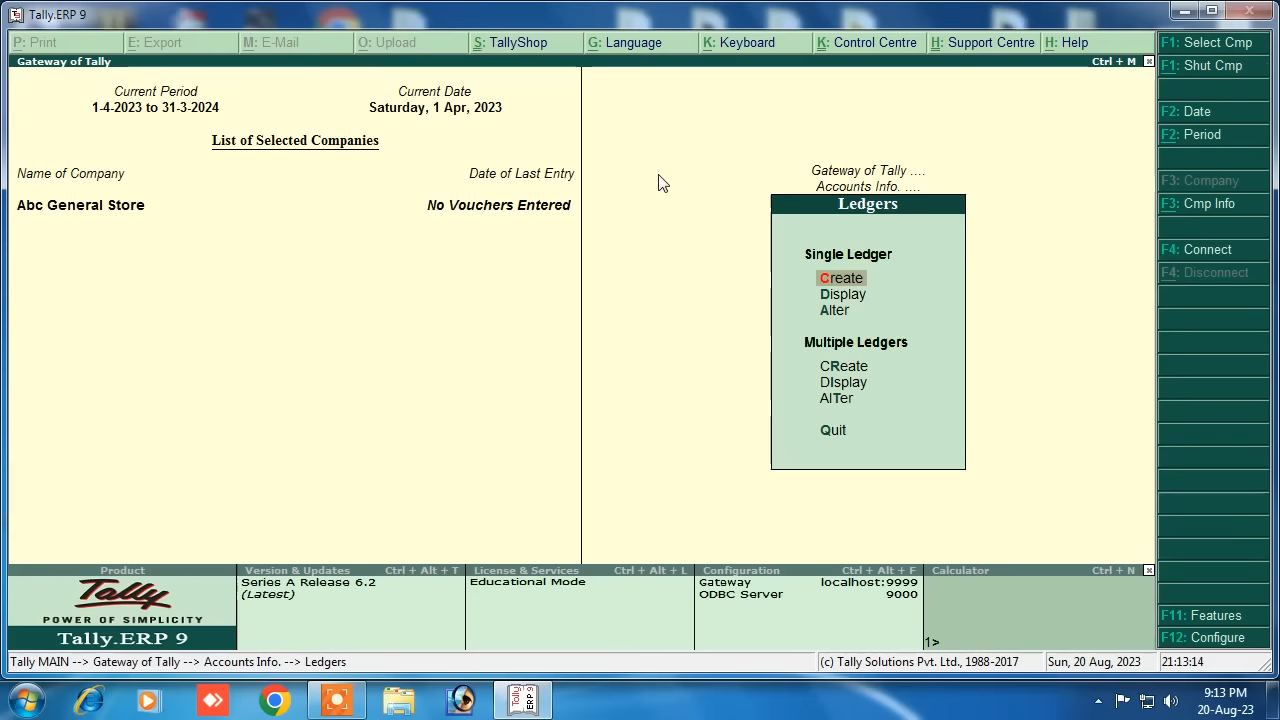 Tally.ERP 9
P: Print E: Export M: E-Mail O: Upload S: TallyShop G: Language K: Keyboard K: Control Centre H: Support Centre H: Help
Gateway of Tally Ctrl + M
Current Period Current Date
1-4-2023 to 31-3-2024 Saturday, 1 Apr, 2023
List of Selected Companies
Name of Company Date of Last Entry
Abc General Store No Vouchers Entered
Gateway of Tally ....
Accounts Info. ....
Ledgers
Single Ledger
Create
Display
Alter
Multiple Ledgers
CReate
DIsplay
AlTer
Quit
F1: Select Cmp
F1: Shut Cmp
F2: Date
F2: Period
F3: Company
F3: Cmp Info
F4: Connect
F4: Disconnect
F11: Features
F12: Configure
Product
Tally
POWER OF SIMPLICITY
Tally.ERP 9
Version & Updates Ctrl + Alt + T
Series A Release 6.2
(Latest)
License & Services Ctrl + Alt + L
Educational Mode
Configuration Ctrl + Alt + F
Gateway localhost:9999
ODBC Server 9000
Calculator Ctrl + N
1>
Tally MAIN --> Gateway of Tally --> Accounts Info. --> Ledgers (c) Tally Solutions Pvt. Ltd., 1988-2017 Sun, 20 Aug, 2023 21:13:14
Tally ERP 9
9:13 PM
20-Aug-23